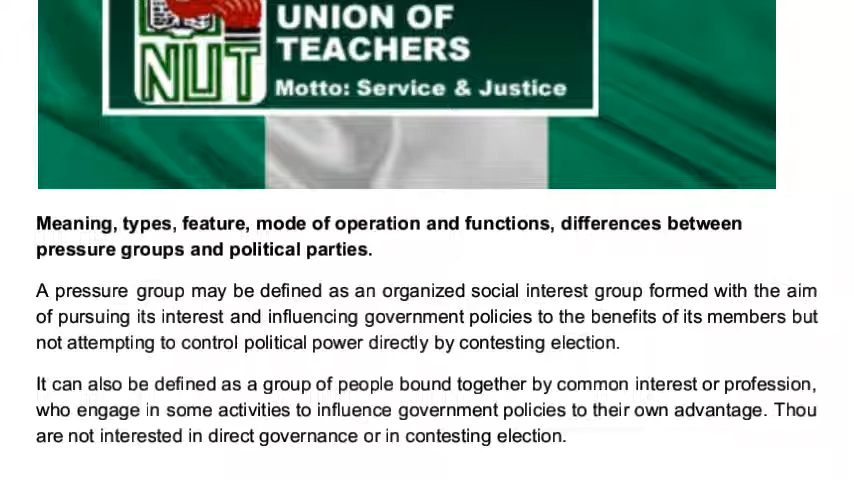 UNION OF
TEACHERS
NUT
Motto: Service & Justice
Meaning, types, feature, mode of operation and functions, differences between
pressure groups and political parties.
A pressure group may be defined as an organized social interest group formed with the aim
of pursuing its interest and influencing government policies to the benefits of its members but
not attempting to control political power directly by contesting election.
It can also be defined as a group of people bound together by common interest or profession,
who engage in some activities to influence government policies to their own advantage. Thou
are not interested in direct governance or in contesting election.